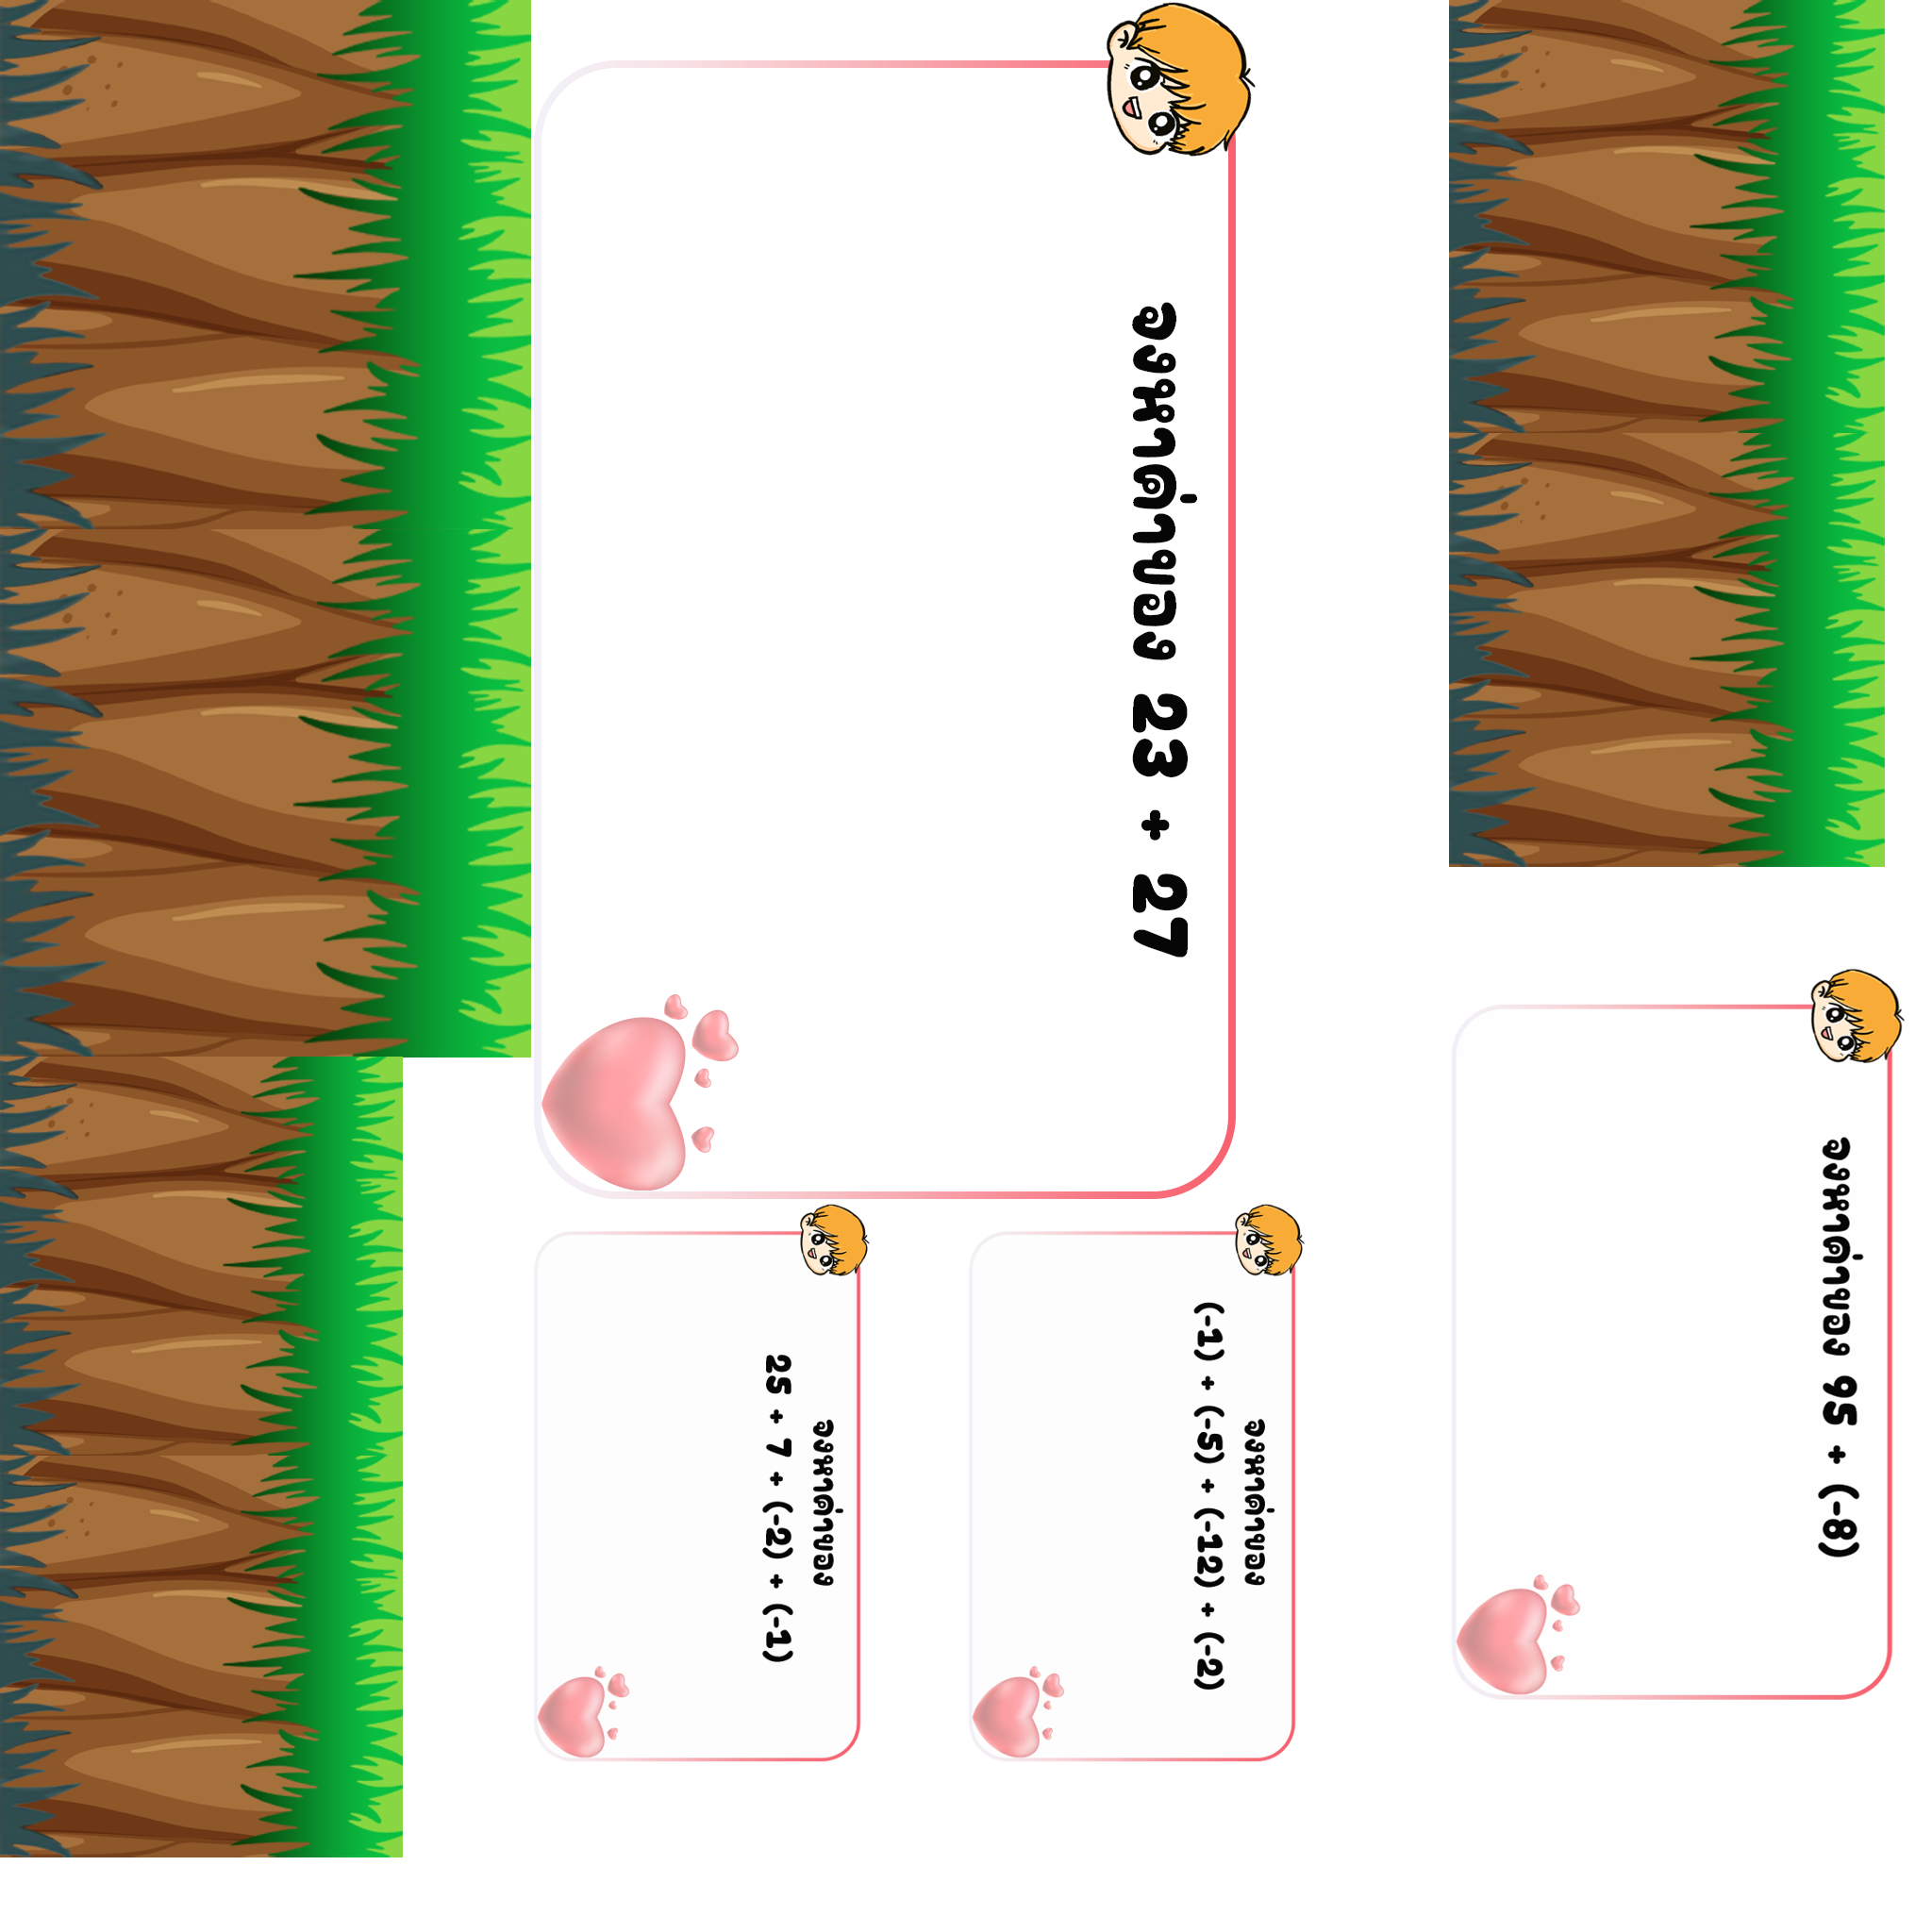 จงหาค่าของ 23 + 27
จงหาค่าของ 95 + (-8)
จงหาค่าของ
(-1) + (-5) + (-12) + (-2)
จงหาค่าของ
25 + 7 + (-2) + (-1)